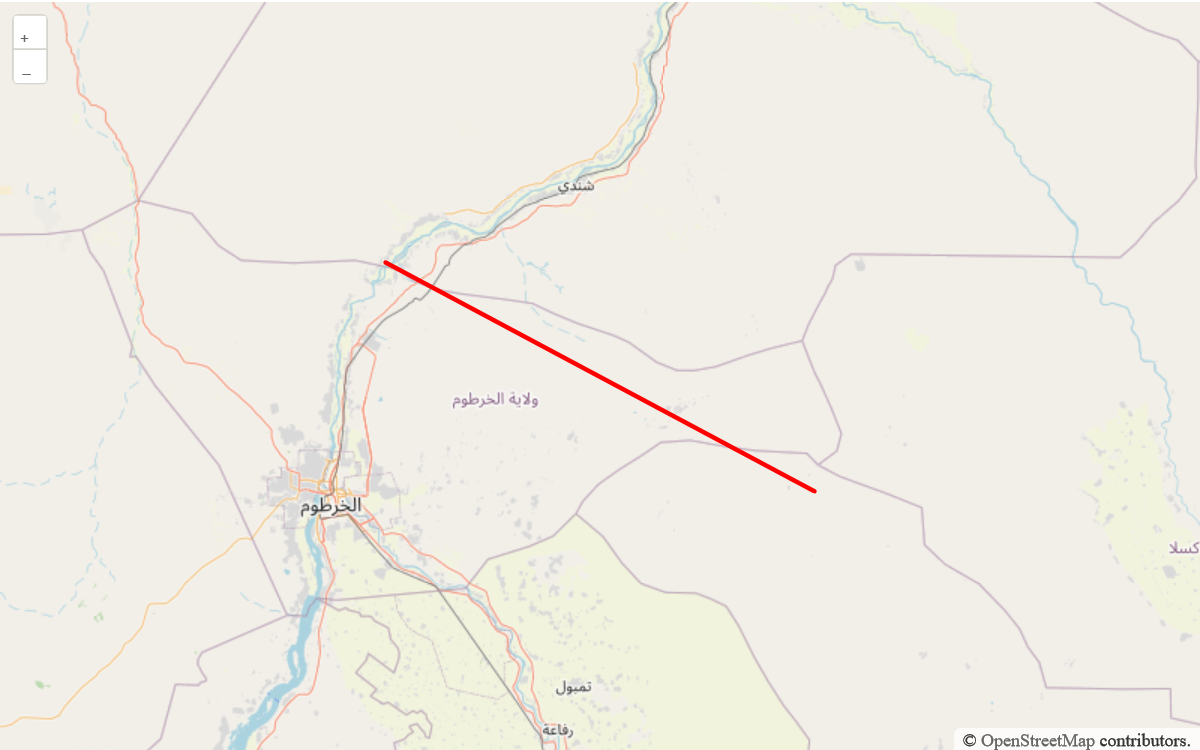 +
–
شندي
ولاية الخرطوم
الخرطوم
كسلا
تمبول
رفاعة
© OpenStreetMap contributors.